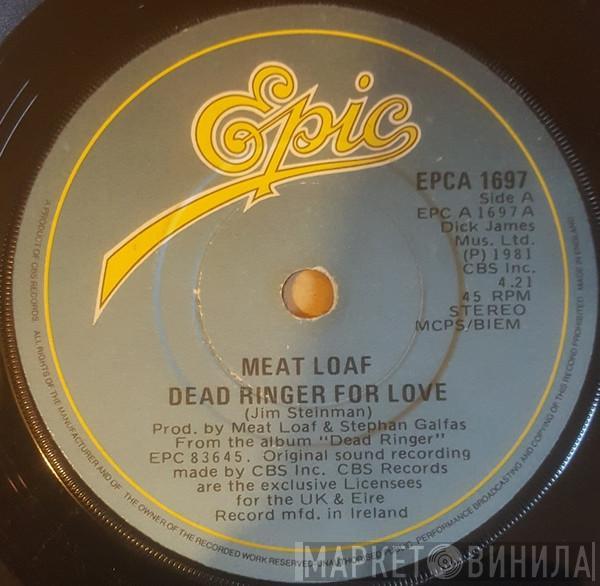 Epic
EPCA 1697
Side A
EPC A 1697 A
Dick James
Mus. Ltd.
(P) 1981
CBS Inc.
4.21
45 RPM
STEREO
MCPS/BIEM
MEAT LOAF
DEAD RINGER FOR LOVE
(Jim Steinman)
Prod. by Meat Loaf & Stephan Galfas
From the album "Dead Ringer"
EPC 83645. Original sound recording
made by CBS Inc. CBS Records
are the exclusive Licensees
for the UK & Eire
Record mfd. in Ireland
A PRODUCT OF CBS RECORDS. ALL RIGHTS OF THE MANUFACTURER AND OF THE OWNER OF THE RECORDED WORK RESERVED. UNAUTHORISED PUBLIC PERFORMANCE BROADCASTING AND COPYING OF THIS RECORD PROHIBITED. MADE IN ENGLAND
МАРКЕТ ВИНИЛА